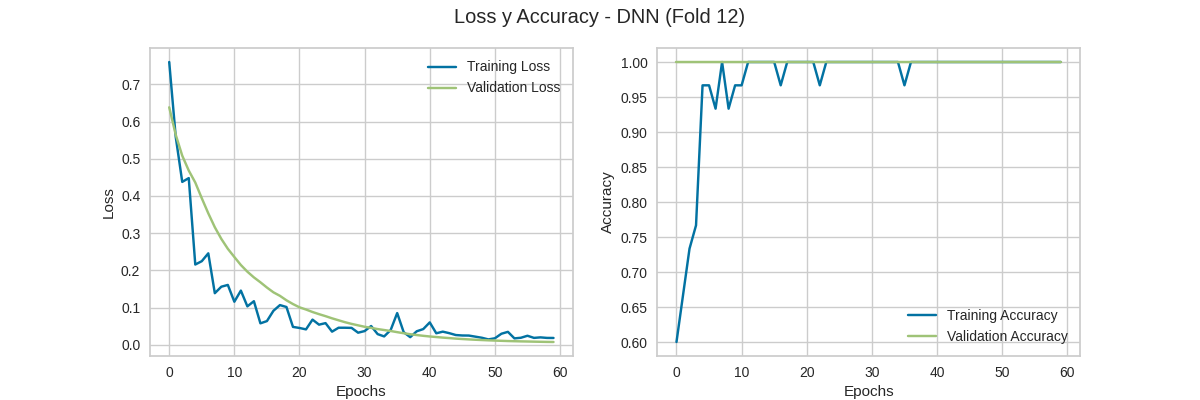 Loss y Accuracy - DNN (Fold 12)
Loss
0.7
0.6
0.5
0.4
0.3
0.2
0.1
0.0
Training Loss
Validation Loss
0 10 20 30 40 50 60
Epochs
Accuracy
1.00
0.95
0.90
0.85
0.80
0.75
0.70
0.65
0.60
Training Accuracy
Validation Accuracy
0 10 20 30 40 50 60
Epochs